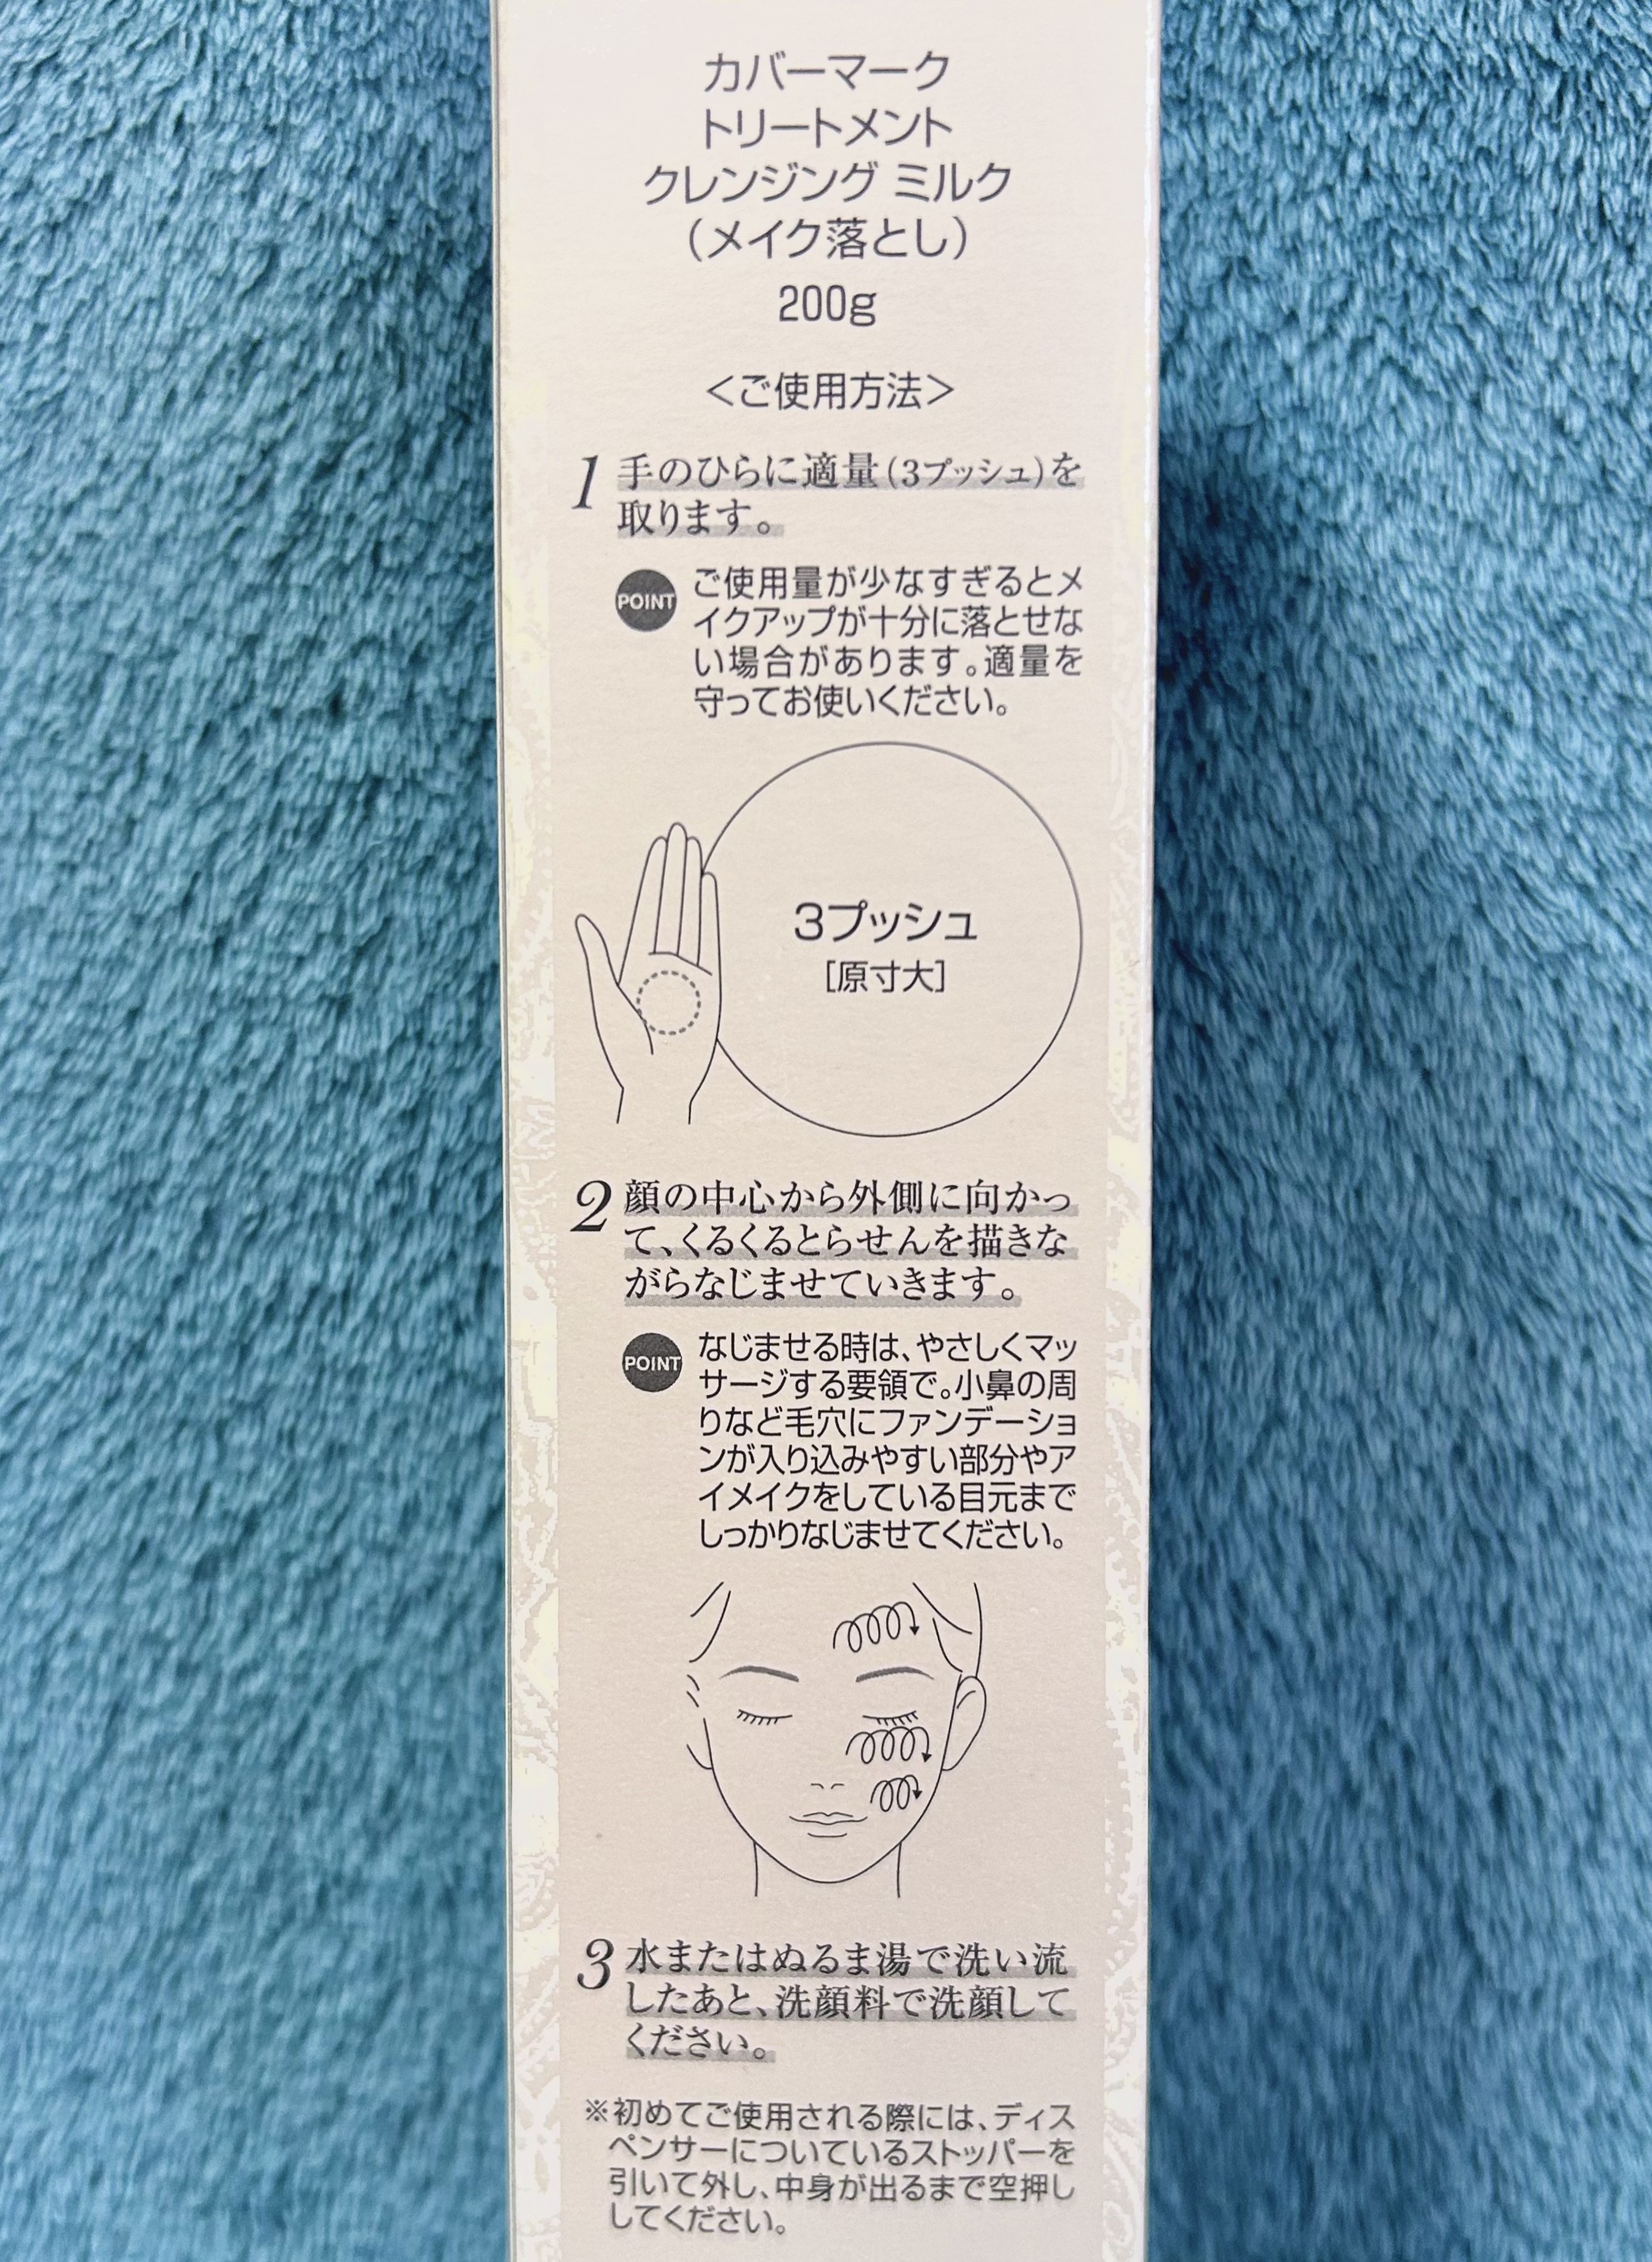 カバーマーク
トリートメント
クレンジング ミルク
（メイク落とし）
200g
＜ご使用方法＞
1 手のひらに適量（3プッシュ）を
取ります。
POINT ご使用量が少なすぎるとメ
イクアップが十分に落とせな
い場合があります。適量を
守ってお使いください。
3プッシュ
［原寸大］
2 顔の中心から外側に向かっ
て、くるくるとらせんを描きな
がらなじませていきます。
POINT なじませる時は、やさしくマッ
サージする要領で。小鼻の周
りなど毛穴にファンデーショ
ンが入り込みやすい部分やア
イメイクをしている目元まで
しっかりなじませてください。
3 水またはぬるま湯で洗い流
したあと、洗顔料で洗顔して
ください。
※初めてご使用される際には、ディス
ペンサーについているストッパーを
引いて外し、中身が出るまで空押し
してください。